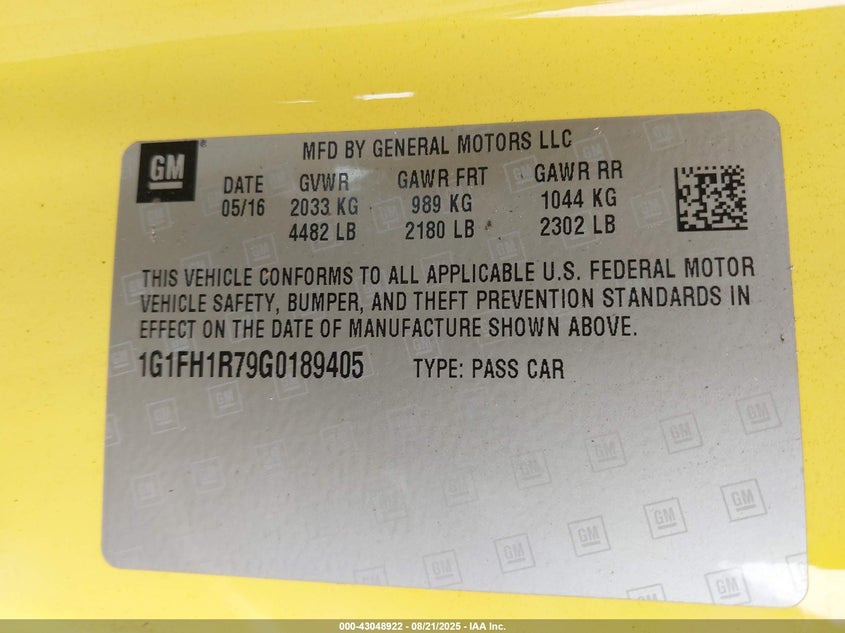 GM
MFD BY GENERAL MOTORS LLC
DATE GVWR GAWR FRT GAWR RR
05/16 2033 KG 989 KG 1044 KG
4482 LB 2180 LB 2302 LB
THIS VEHICLE CONFORMS TO ALL APPLICABLE U.S. FEDERAL MOTOR
VEHICLE SAFETY, BUMPER, AND THEFT PREVENTION STANDARDS IN
EFFECT ON THE DATE OF MANUFACTURE SHOWN ABOVE.
1G1FH1R79G0189405 TYPE: PASS CAR
000-43048922 - 08/21/2025 - IAA Inc.